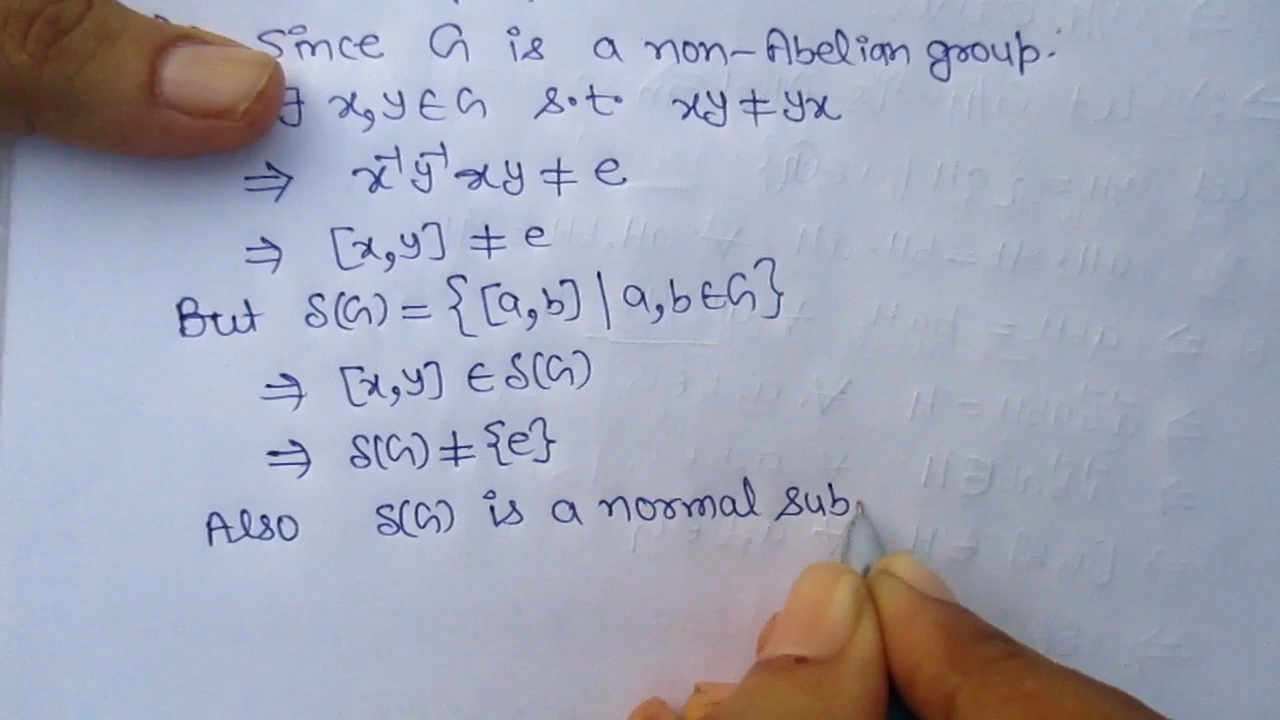 Since G is a non-Abelian group.
∃ x,y∈G s.t. xy≠yx
⇒ x⁻¹y⁻¹xy≠e
⇒ [x,y] ≠ e
But δ(G)={[a,b] | a,b∈G}
⇒ [x,y] ∈ δ(G)
⇒ δ(G)≠{e}
Also δ(G) is a normal sub